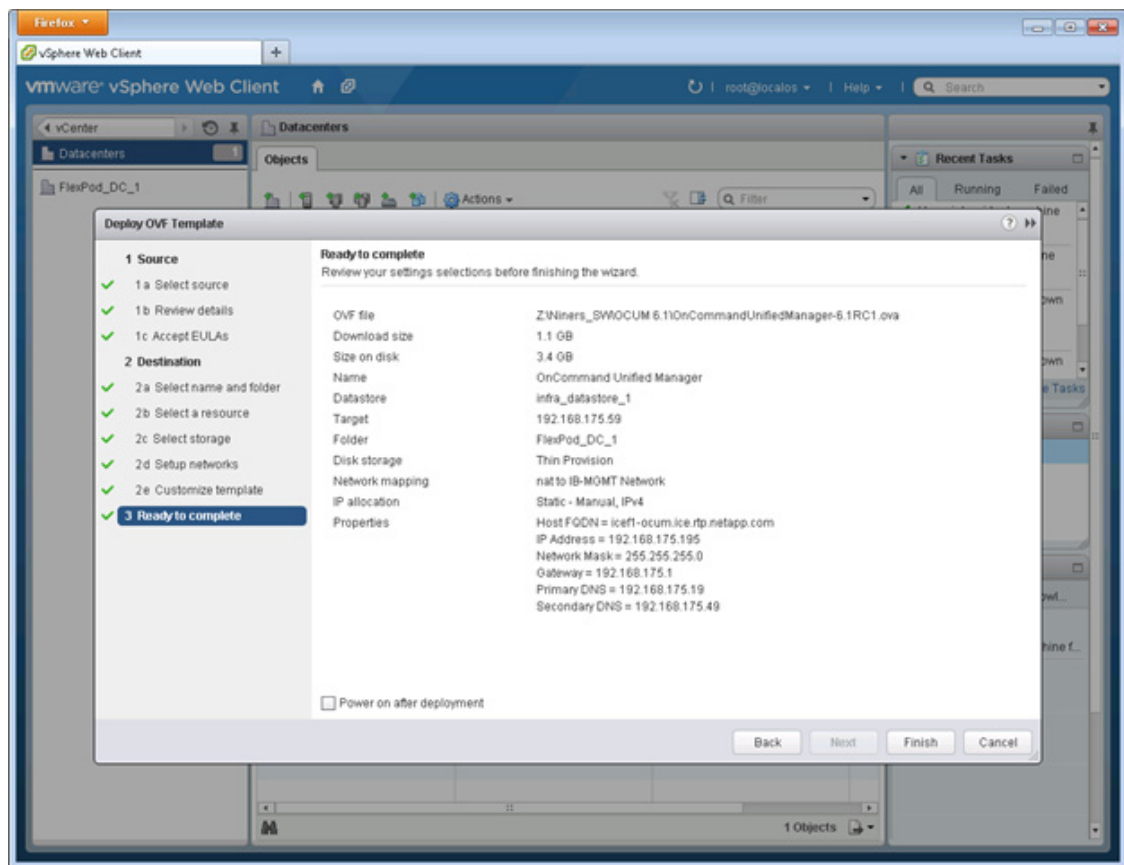 Firefox
vSphere Web Client
vmware® vSphere Web Client
root@localos
Help
Search
vCenter
Datacenters
Datacenters 1
Objects
Recent Tasks
FlexPod_DC_1
Actions
Filter
All Running Failed
Deploy OVF Template
1 Source
1a Select source
1b Review details
1c Accept EULAs
2 Destination
2a Select name and folder
2b Select a resource
2c Select storage
2d Setup networks
2e Customize template
3 Ready to complete
Ready to complete
Review your settings selections before finishing the wizard.
OVF file Z:\Niners_SW\OCUM 6.1\OnCommandUnifiedManager-6.1RC1.ova
Download size 1.1 GB
Size on disk 3.4 GB
Name OnCommand Unified Manager
Datastore infra_datastore_1
Target 192.168.175.59
Folder FlexPod_DC_1
Disk storage Thin Provision
Network mapping nat to IB-MGMT Network
IP allocation Static - Manual, IPv4
Properties Host FQDN = icef1-ocum.ice.rtp.netapp.com
IP Address = 192.168.175.195
Network Mask = 255.255.255.0
Gateway = 192.168.175.1
Primary DNS = 192.168.175.19
Secondary DNS = 192.168.175.49
Power on after deployment
Back Next Finish Cancel
e Tasks
hine f...
1 Objects